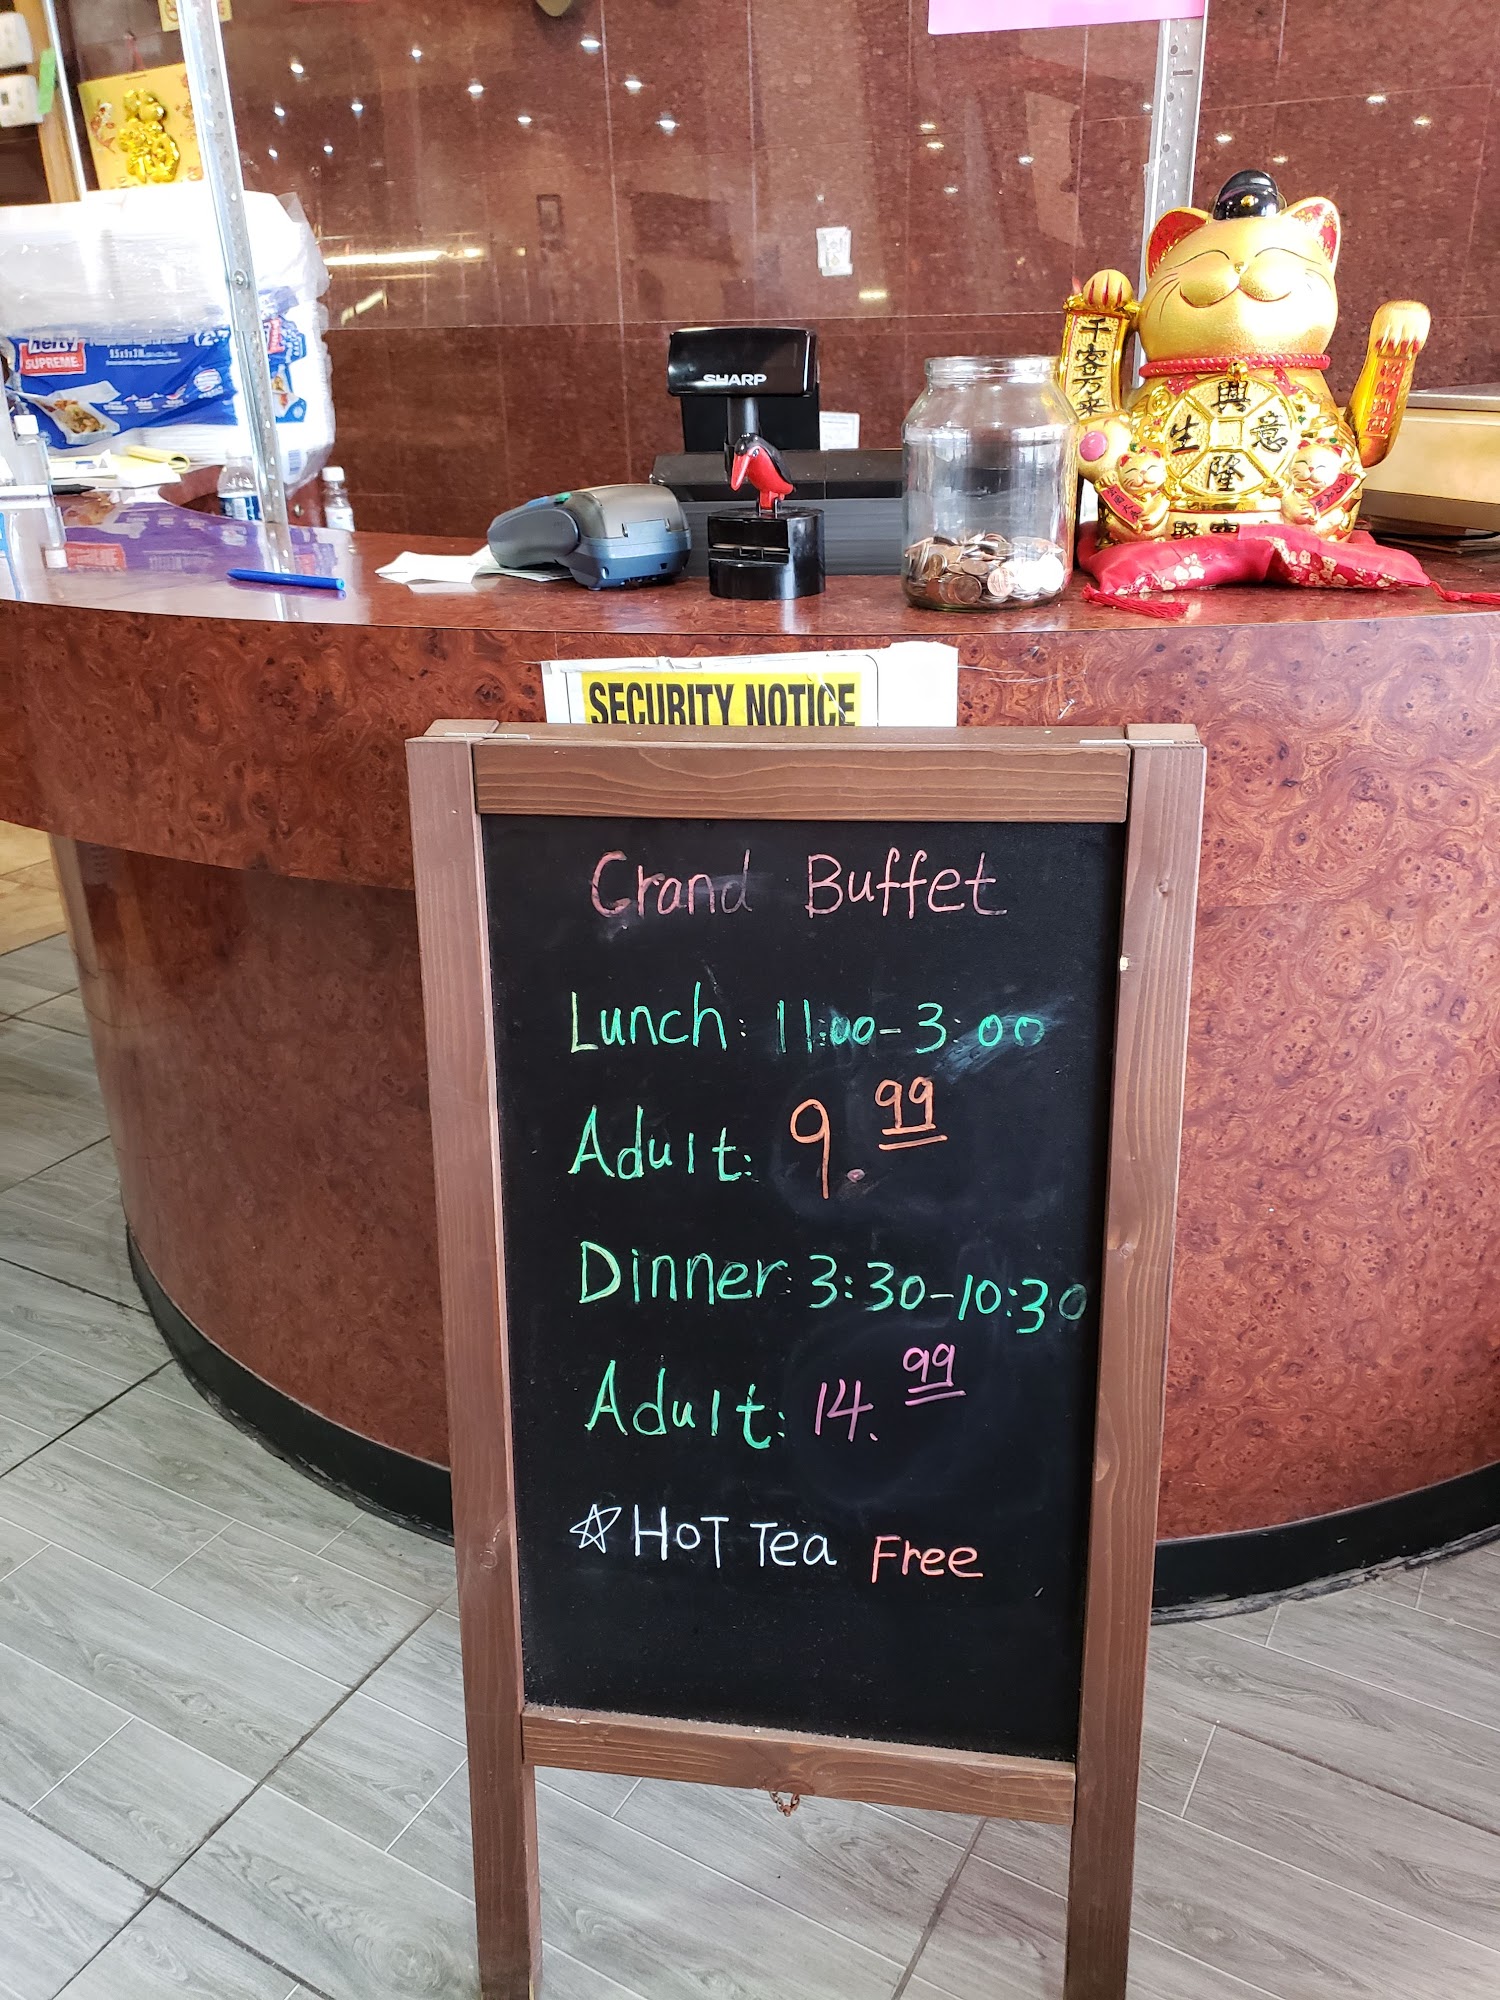 福
Hefty
SUPREME
SHARP
千客万来
興
生 意
隆
SECURITY NOTICE
Grand Buffet
Lunch: 11:00-3:00
Adult: 9.99
Dinner: 3:30-10:30
Adult: 14.99
☆ HOT Tea Free